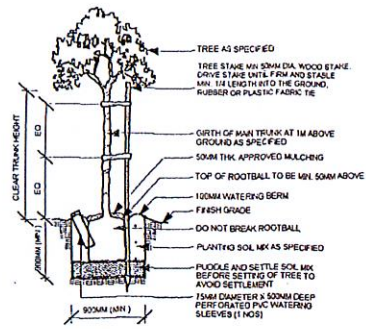 TREE AS SPECIFIED
TREE STAKE MIN 50MM DIA. WOOD STAKE.
DRIVE STAKE UNTIL FIRM AND STABLE
MIN. 1/4 LENGTH INTO THE GROUND,
RUBBER OR PLASTIC FABRIC TIE
GIRTH OF MAIN TRUNK AT 1M ABOVE
GROUND AS SPECIFIED
50MM THK. APPROVED MULCHING
TOP OF ROOTBALL TO BE MIN. 50MM ABOVE
100MM WATERING BERM
FINISH GRADE
DO NOT BREAK ROOTBALL
PLANTING SOIL MIX AS SPECIFIED
PUDDLE AND SETTLE SOIL MIX
BEFORE SETTING OF TREE TO
AVOID SETTLEMENT
75MM DIAMETER X 500MM DEEP
PERFORATED PVC WATERING
SLEEVES (1 NOS)
CLEAR TRUNK HEIGHT
EQ
EQ
(MIN)
900MM (MIN)